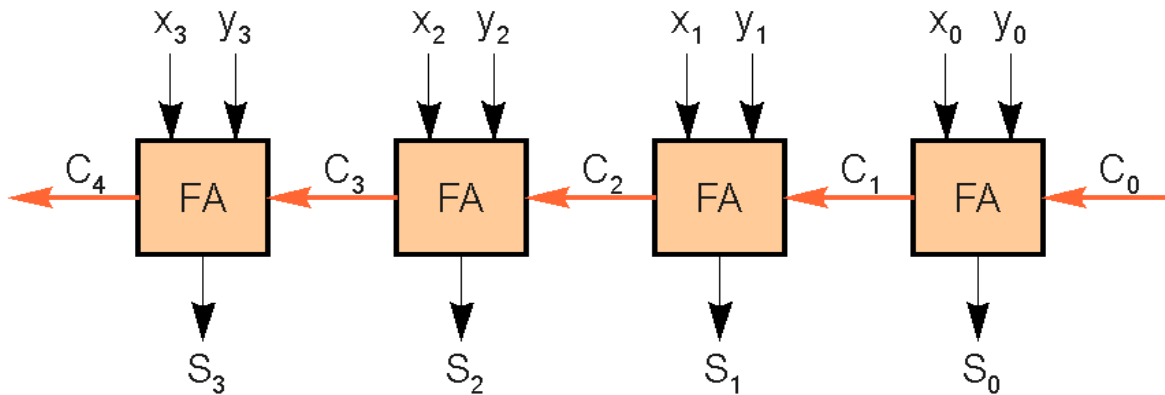 x₃ y₃ x₂ y₂ x₁ y₁ x₀ y₀
C₄ FA C₃ FA C₂ FA C₁ FA C₀
S₃ S₂ S₁ S₀